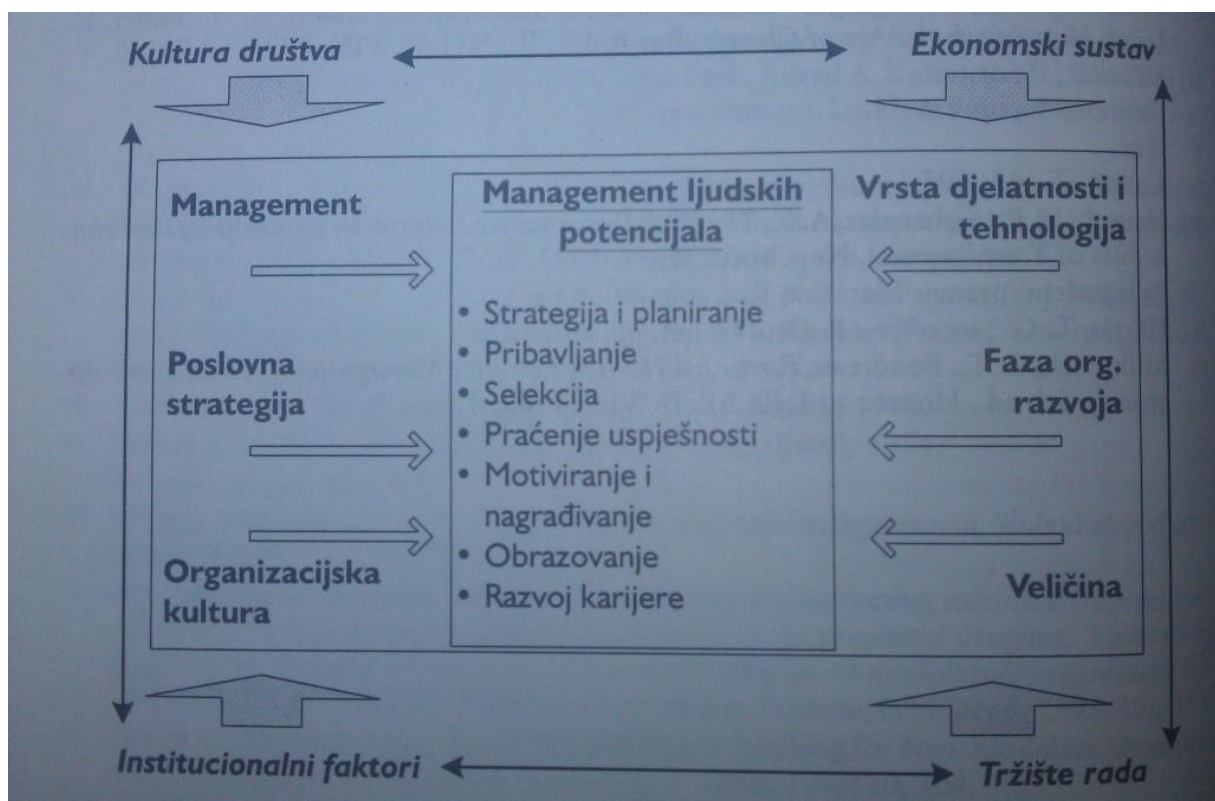 Kultura društva
Ekonomski sustav
Management
Poslovna
strategija
Organizacijska
kultura
Management ljudskih
potencijala
• Strategija i planiranje
• Pribavljanje
• Selekcija
• Praćenje uspješnosti
• Motiviranje i
nagrađivanje
• Obrazovanje
• Razvoj karijere
Vrsta djelatnosti i
tehnologija
Faza org.
razvoja
Veličina
Institucionalni faktori
Tržište rada